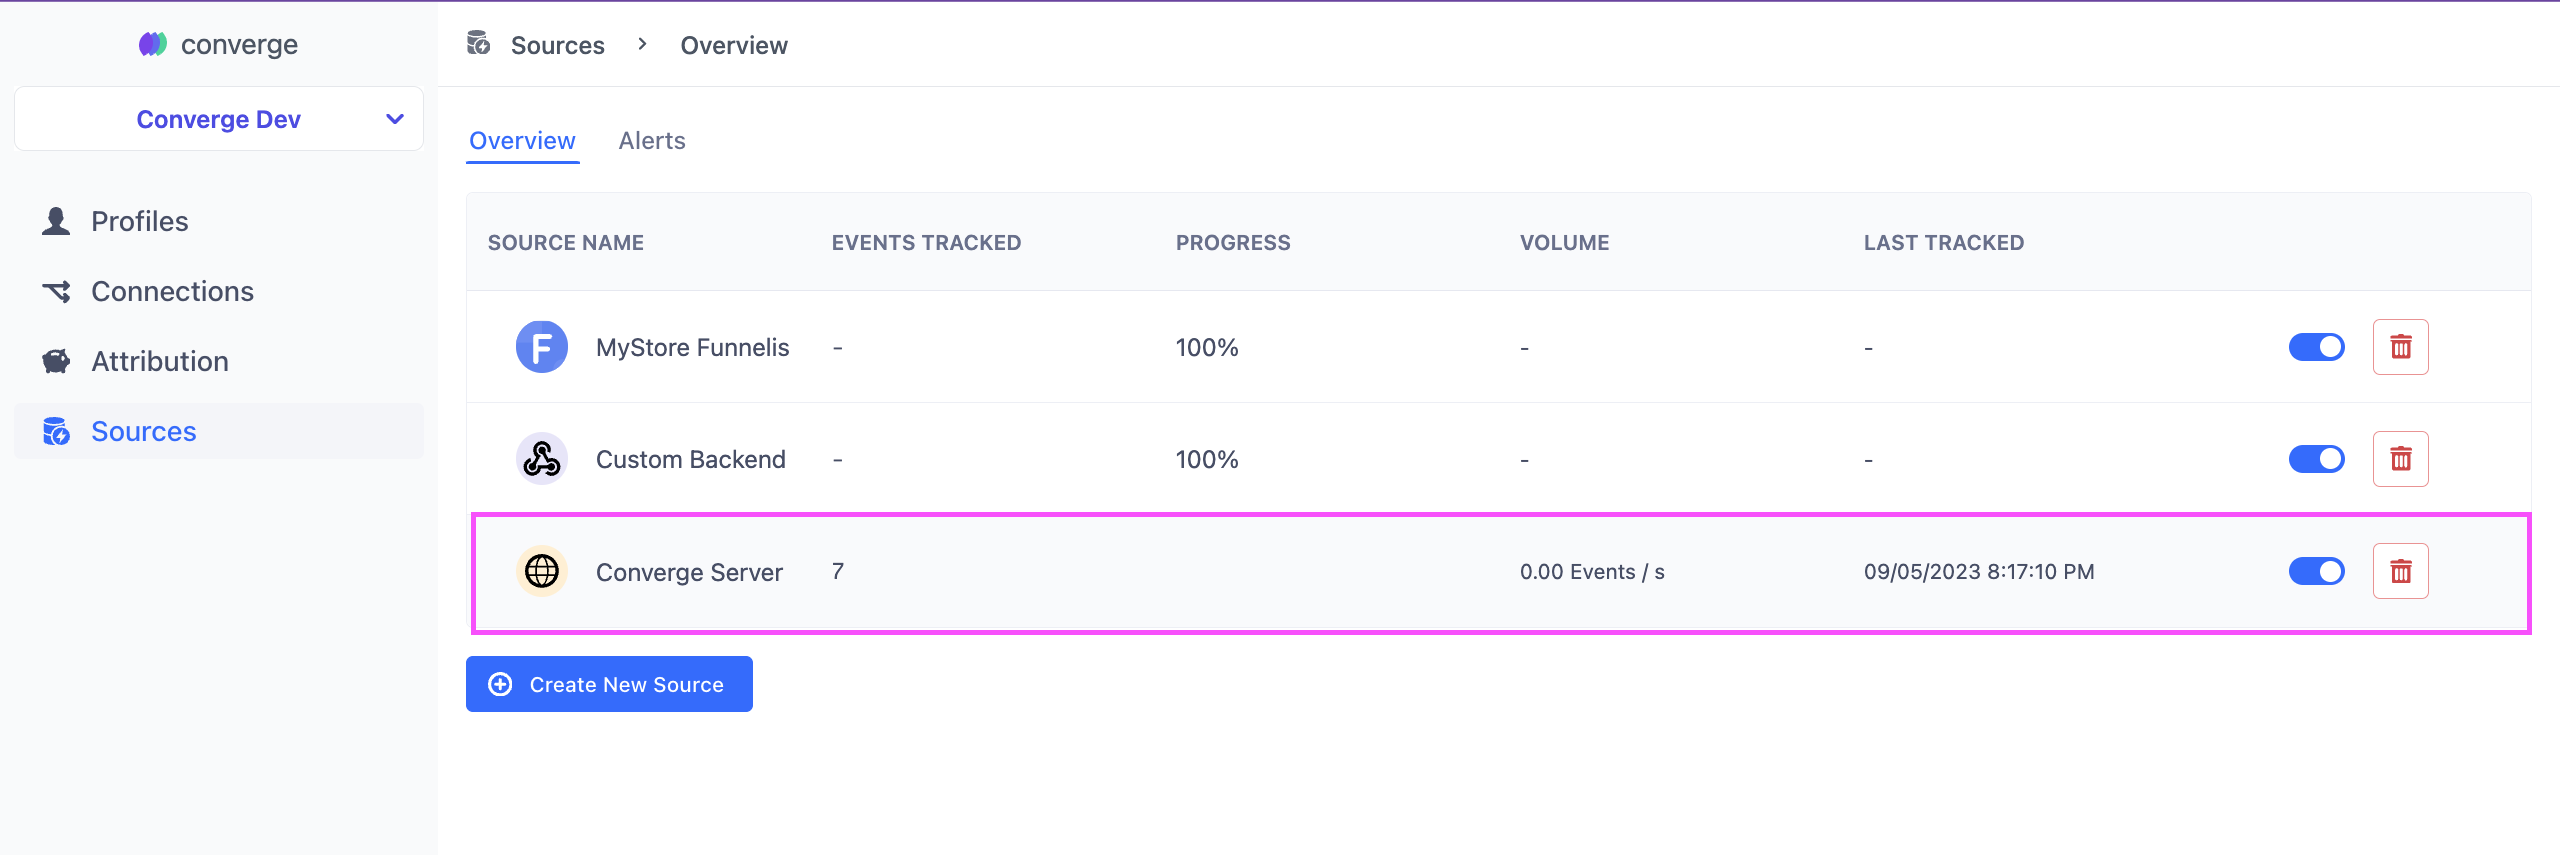 converge
Sources > Overview
Converge Dev
Overview Alerts
Profiles
Connections
Attribution
Sources
SOURCE NAME EVENTS TRACKED PROGRESS VOLUME LAST TRACKED
F MyStore Funnelis - 100% - -
Custom Backend - 100% - -
Converge Server 7 0.00 Events / s 09/05/2023 8:17:10 PM
Create New Source